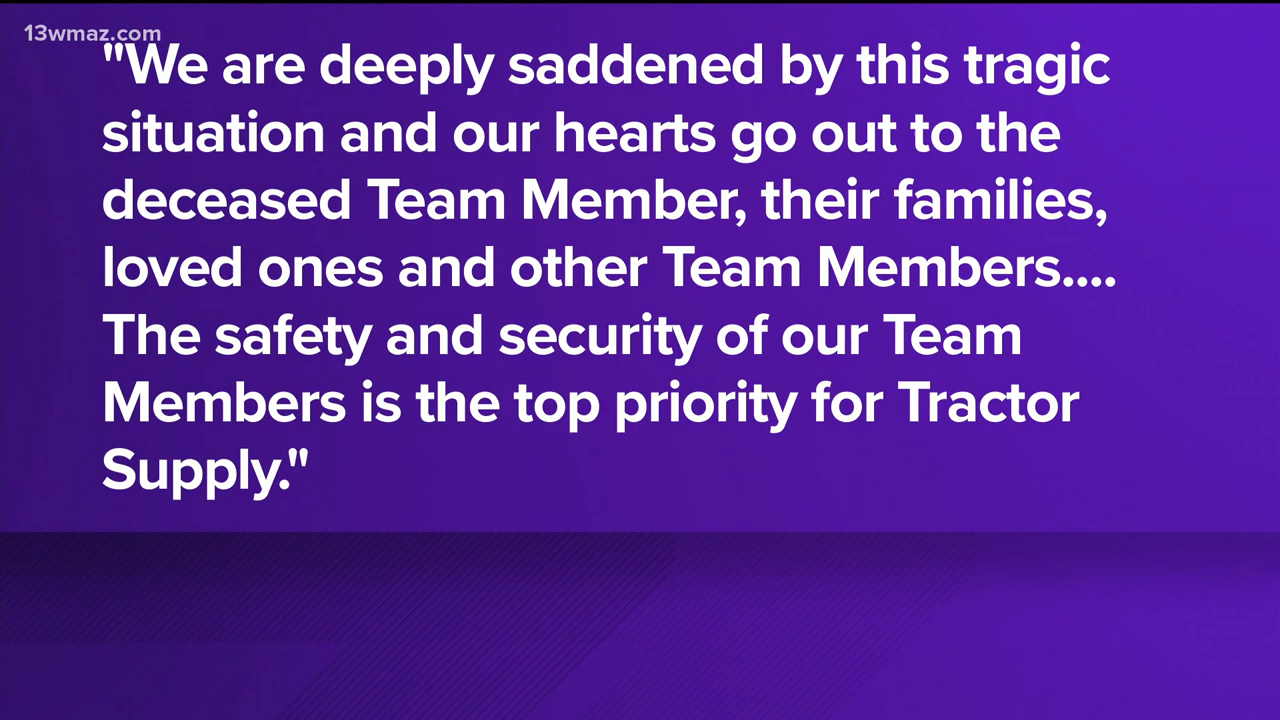 13wmaz.com
"We are deeply saddened by this tragic
situation and our hearts go out to the
deceased Team Member, their families,
loved ones and other Team Members....
The safety and security of our Team
Members is the top priority for Tractor
Supply."